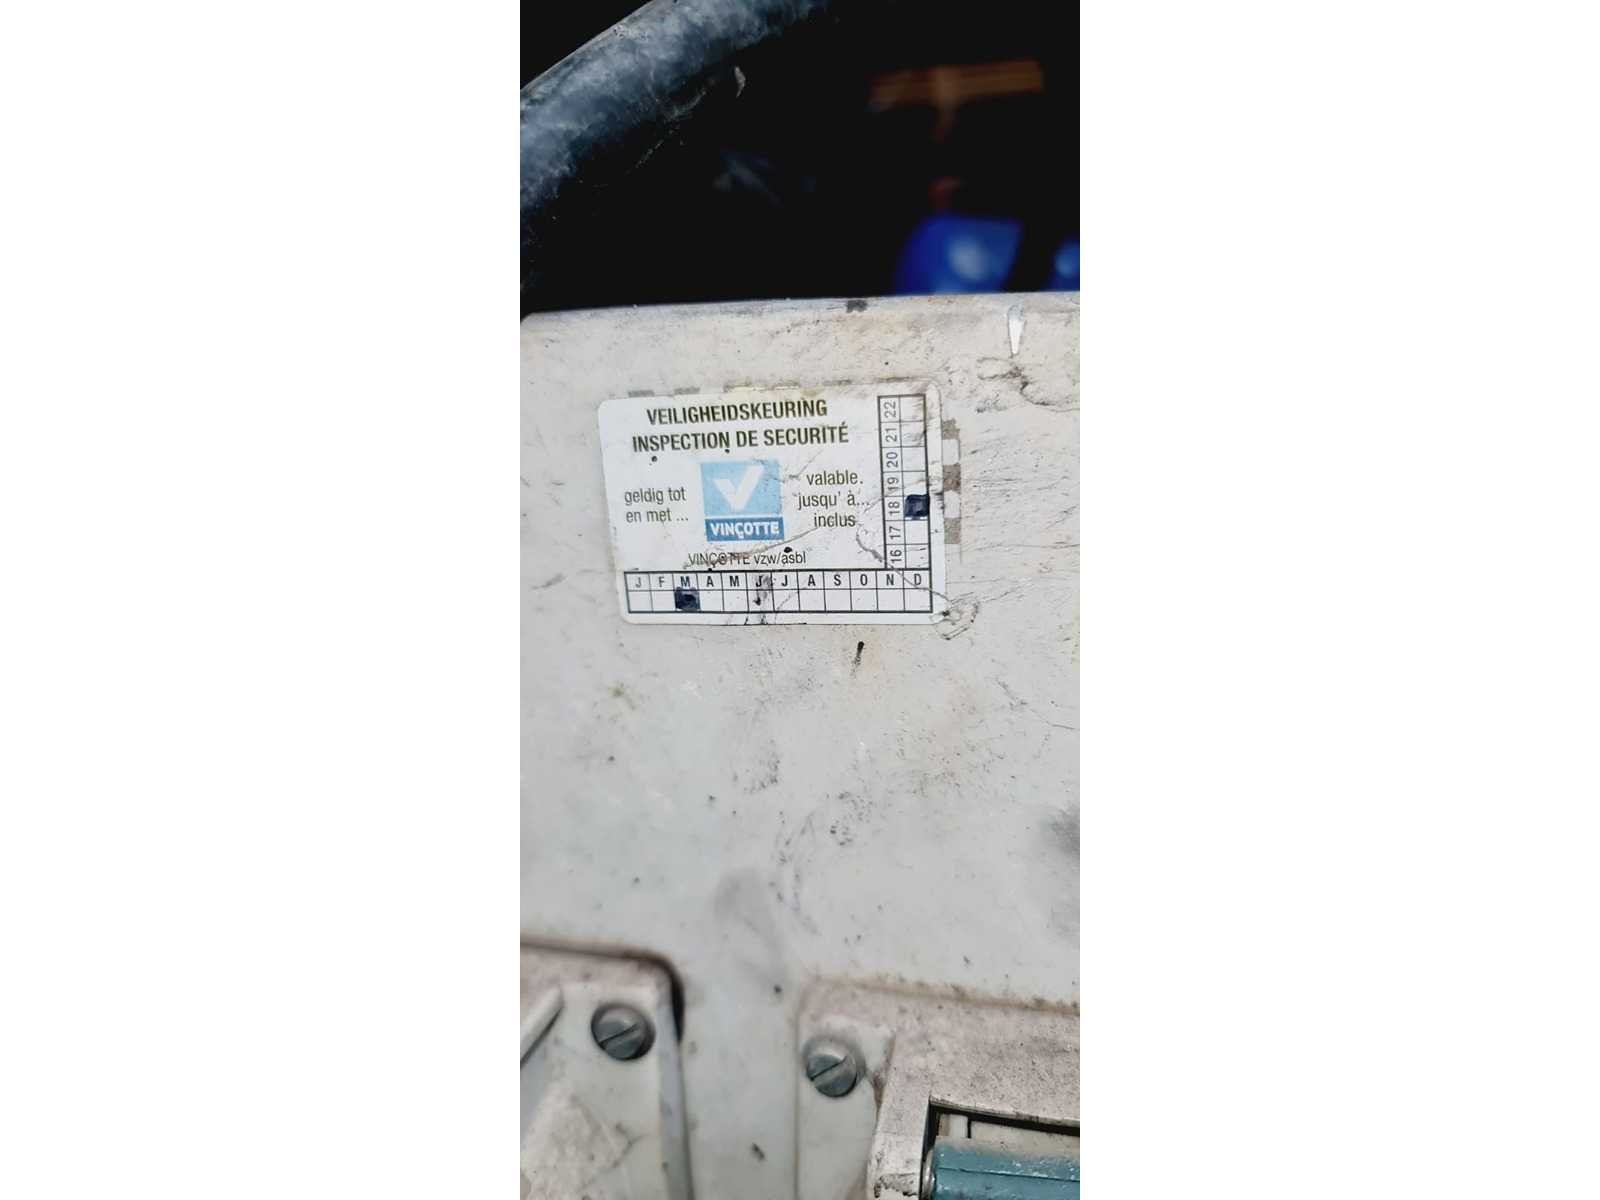 VEILIGHEIDSKEURING
INSPECTION DE SECURITÉ
geldig tot
en met ...
VINÇOTTE
valable
jusqu' à...
inclus
VINÇOTTE vzw/asbl
22
21
20
19
18
17
16
J F M A M J J A S O N D